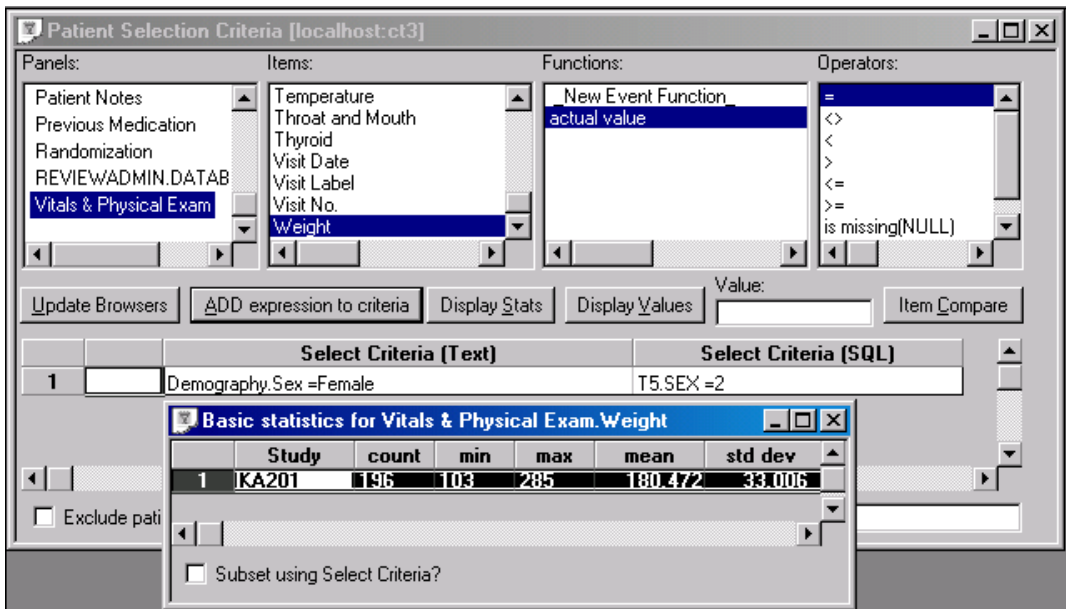 Patient Selection Criteria [localhost:ct3]
Panels: Items: Functions: Operators:
Patient Notes
Previous Medication
Randomization
REVIEWADMIN.DATAB
Vitals & Physical Exam
Temperature
Throat and Mouth
Thyroid
Visit Date
Visit Label
Visit No.
Weight
_New Event Function_
actual value
=
<>
<
>
<=
>=
is missing(NULL)
Update Browsers ADD expression to criteria Display Stats Display Values Value: Item Compare
Select Criteria (Text) Select Criteria (SQL)
1 Demography.Sex =Female T5.SEX =2
Basic statistics for Vitals & Physical Exam.Weight
Study count min max mean std dev
1 KA201 196 103 285 180.472 33.006
Exclude pati
Subset using Select Criteria?